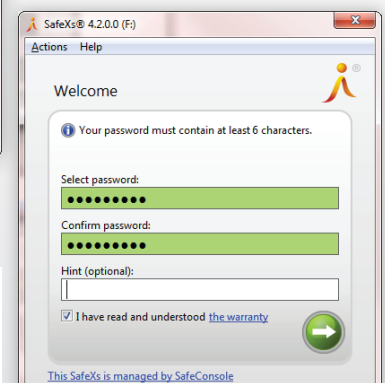 SafeXs® 4.2.0.0 (F:)
Actions Help
®
Welcome
Your password must contain at least 6 characters.
Select password:
●●●●●●●●●
Confirm password:
●●●●●●●●●
Hint (optional):
I have read and understood the warranty
This SafeXs is managed by SafeConsole